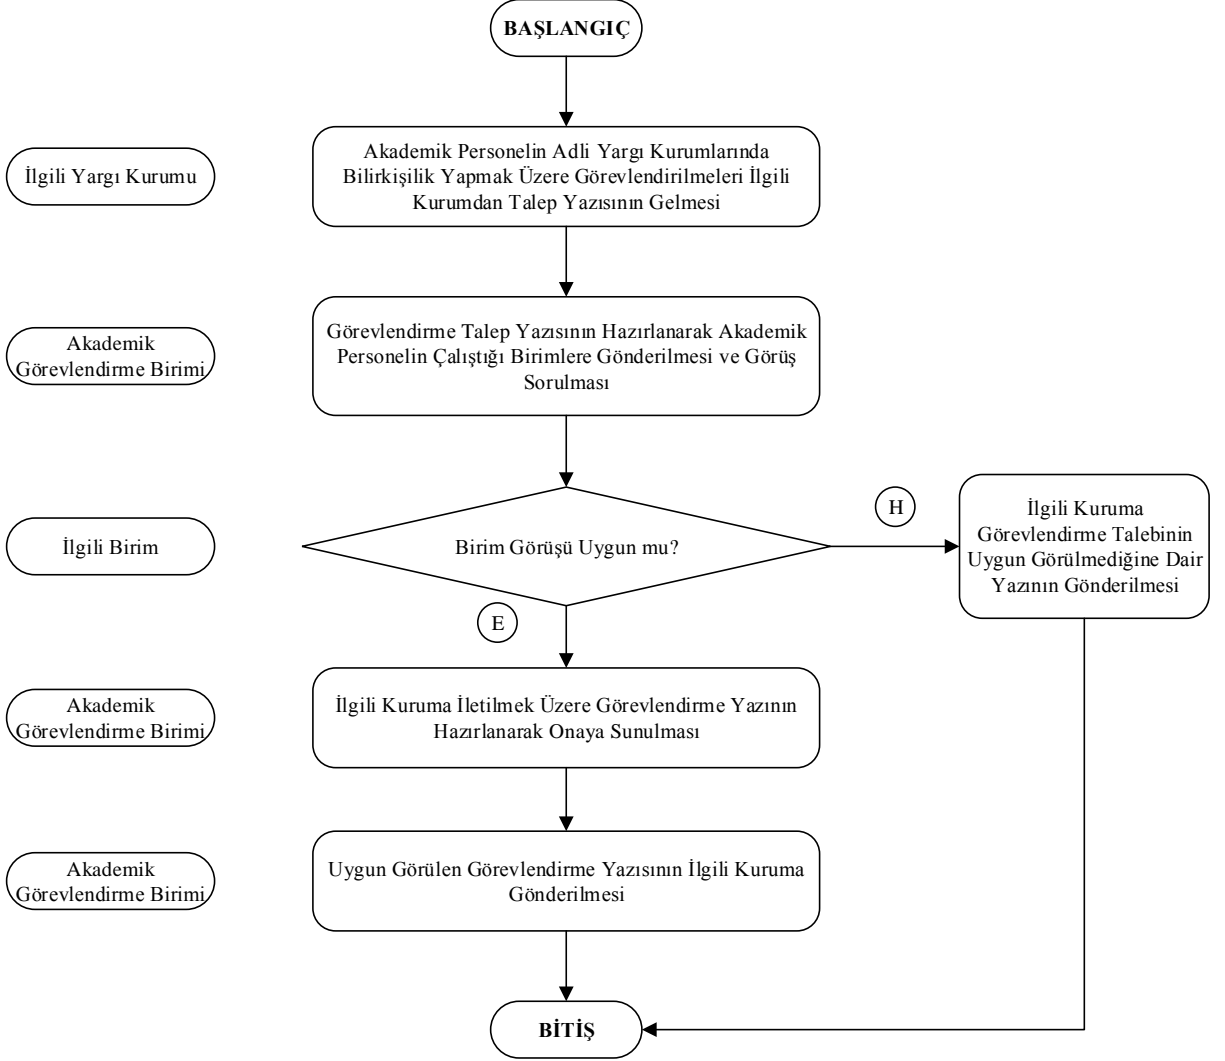 BAŞLANGIÇ
İlgili Yargı Kurumu
Akademik Personelin Adli Yargı Kurumlarında
Bilirkişilik Yapmak Üzere Görevlendirilmeleri İlgili
Kurumdan Talep Yazısının Gelmesi
Akademik
Görevlendirme Birimi
Görevlendirme Talep Yazısının Hazırlanarak Akademik
Personelin Çalıştığı Birimlere Gönderilmesi ve Görüş
Sorulması
İlgili Birim
Birim Görüşü Uygun mu?
H
İlgili Kuruma
Görevlendirme Talebinin
Uygun Görülmediğine Dair
Yazının Gönderilmesi
E
Akademik
Görevlendirme Birimi
İlgili Kuruma İletilmek Üzere Görevlendirme Yazının
Hazırlanarak Onaya Sunulması
Akademik
Görevlendirme Birimi
Uygun Görülen Görevlendirme Yazısının İlgili Kuruma
Gönderilmesi
BİTİŞ